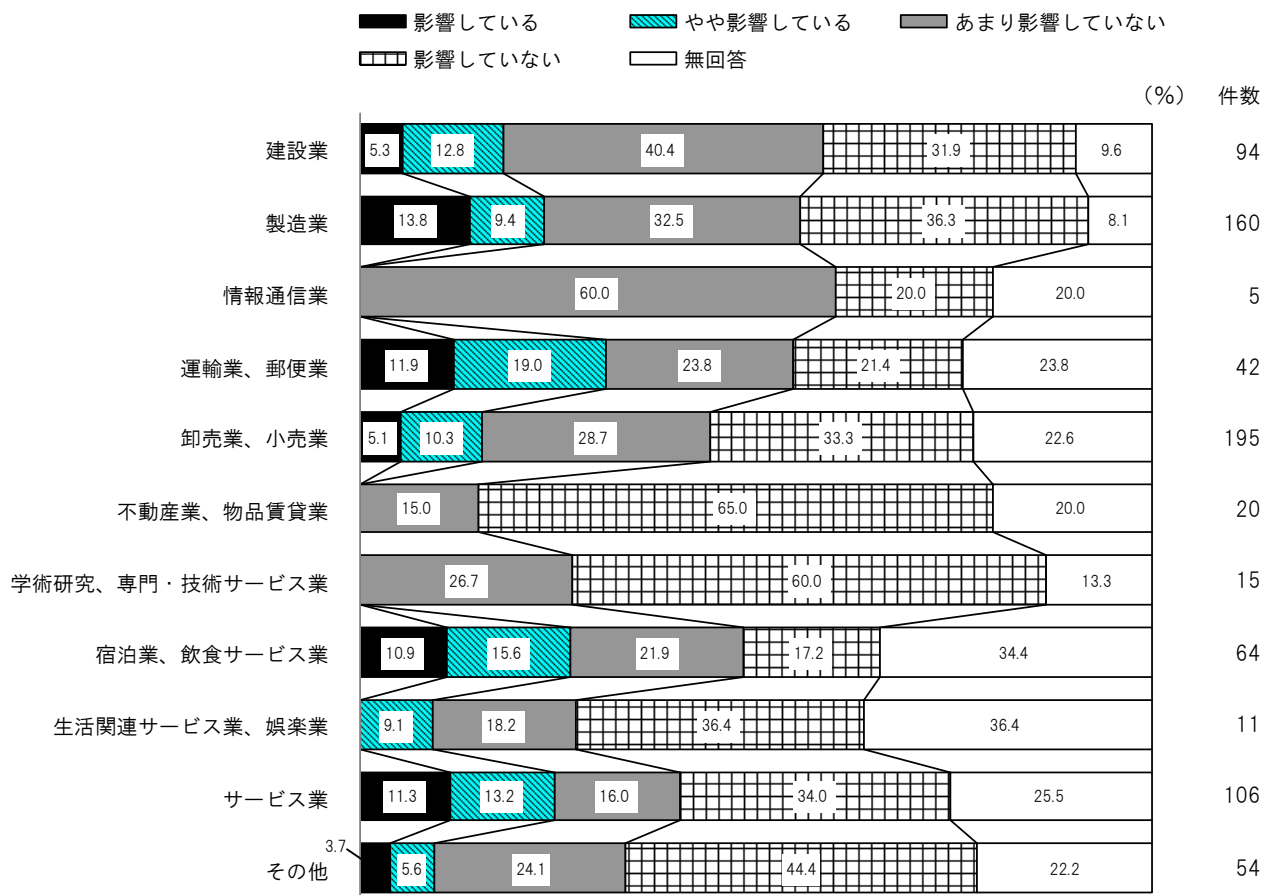 影響している やや影響している あまり影響していない
影響していない 無回答
（％） 件数
建設業 5.3 12.8 40.4 31.9 9.6 94
製造業 13.8 9.4 32.5 36.3 8.1 160
情報通信業 60.0 20.0 20.0 5
運輸業、郵便業 11.9 19.0 23.8 21.4 23.8 42
卸売業、小売業 5.1 10.3 28.7 33.3 22.6 195
不動産業、物品賃貸業 15.0 65.0 20.0 20
学術研究、専門・技術サービス業 26.7 60.0 13.3 15
宿泊業、飲食サービス業 10.9 15.6 21.9 17.2 34.4 64
生活関連サービス業、娯楽業 9.1 18.2 36.4 36.4 11
サービス業 11.3 13.2 16.0 34.0 25.5 106
その他 3.7 5.6 24.1 44.4 22.2 54